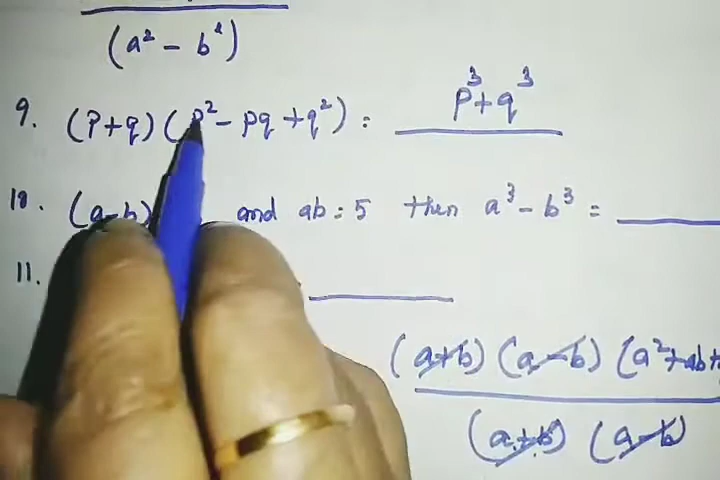 (a² - b²)
9. (P+q) (P² - pq + q²) = P³+q³
10. (a-b) and ab = 5 then a³ - b³ = ____
11. ____
(a+b) (a-b) (a²+ab+
(a+b) (a-b)